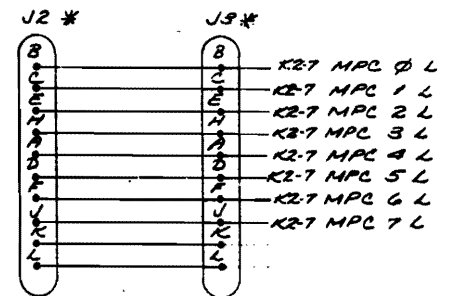 J2 * J3 *
B B
K2-7 MPC Ø L
C C
K2-7 MPC 1 L
E E
K2-7 MPC 2 L
H H
K2-7 MPC 3 L
A A
K2-7 MPC 4 L
D D
K2-7 MPC 5 L
F F
K2-7 MPC 6 L
J J
K2-7 MPC 7 L
K K
L L